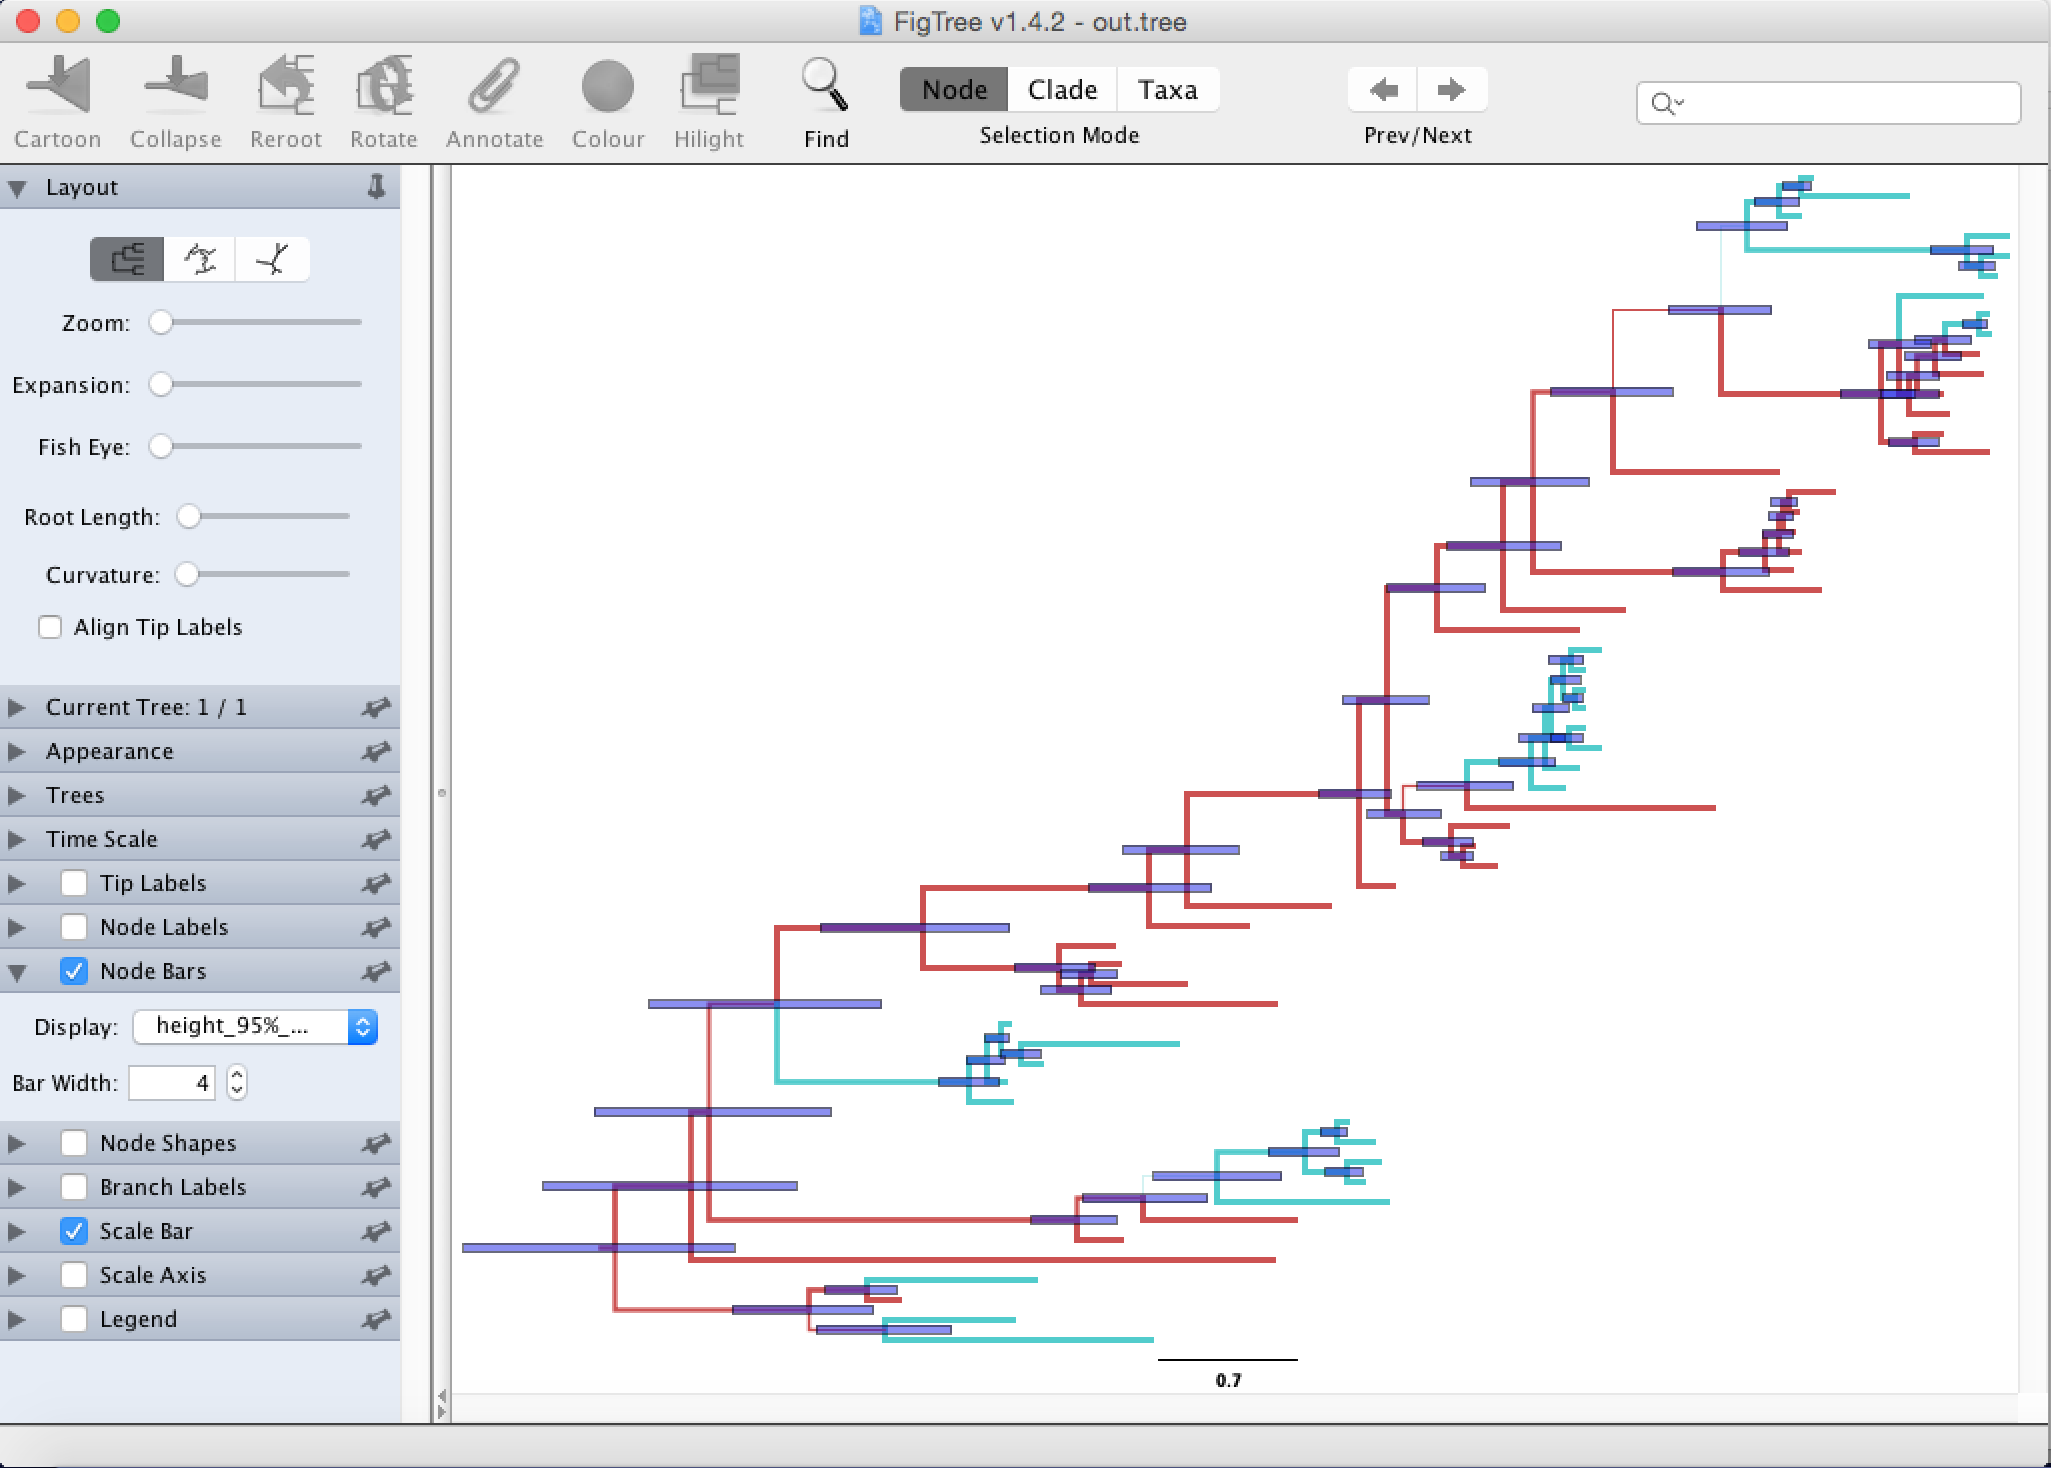 FigTree v1.4.2 - out.tree
Cartoon Collapse Reroot Rotate Annotate Colour Hilight Find
Node Clade Taxa
Selection Mode
Prev/Next
Layout
Zoom:
Expansion:
Fish Eye:
Root Length:
Curvature:
Align Tip Labels
Current Tree: 1 / 1
Appearance
Trees
Time Scale
Tip Labels
Node Labels
Node Bars
Display: height_95%_...
Bar Width: 4
Node Shapes
Branch Labels
Scale Bar
Scale Axis
Legend
0.7